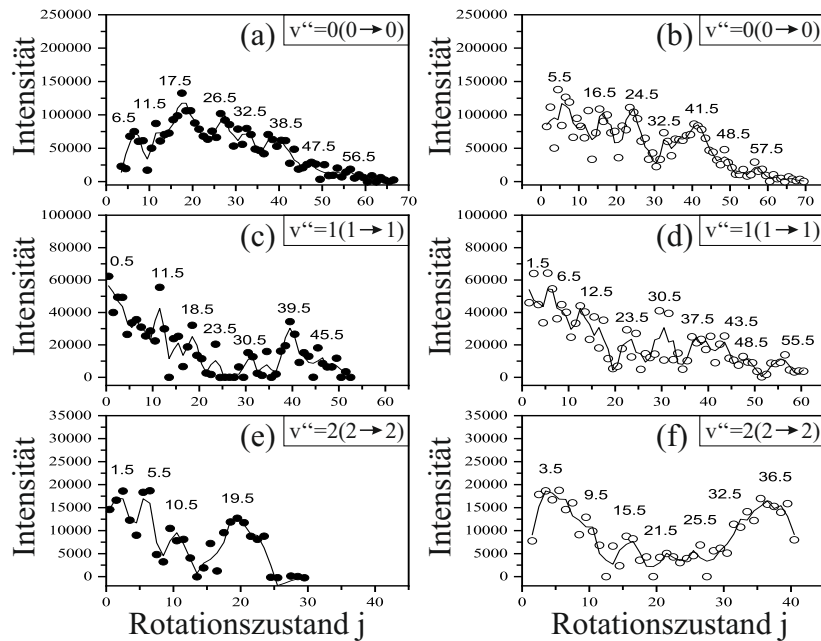 (a) v“=0(0→0)
Intensität
250000
200000
150000
100000
50000
0
6.5 11.5 17.5 26.5 32.5 38.5 47.5 56.5
0 10 20 30 40 50 60 70
(b) v“=0(0→0)
Intensität
250000
200000
150000
100000
50000
0
5.5 16.5 24.5 32.5 41.5 48.5 57.5
0 10 20 30 40 50 60 70
(c) v“=1(1→1)
Intensität
100000
80000
60000
40000
20000
0
0.5 11.5 18.5 23.5 30.5 39.5 45.5
0 10 20 30 40 50 60
(d) v“=1(1→1)
Intensität
100000
80000
60000
40000
20000
0
1.5 6.5 12.5 23.5 30.5 37.5 43.5 48.5 55.5
0 10 20 30 40 50 60
(e) v“=2(2→2)
Intensität
35000
30000
25000
20000
15000
10000
5000
0
1.5 5.5 10.5 19.5
0 10 20 30 40
Rotationszustand j
(f) v“=2(2→2)
Intensität
35000
30000
25000
20000
15000
10000
5000
0
3.5 9.5 15.5 21.5 25.5 32.5 36.5
0 10 20 30 40
Rotationszustand j